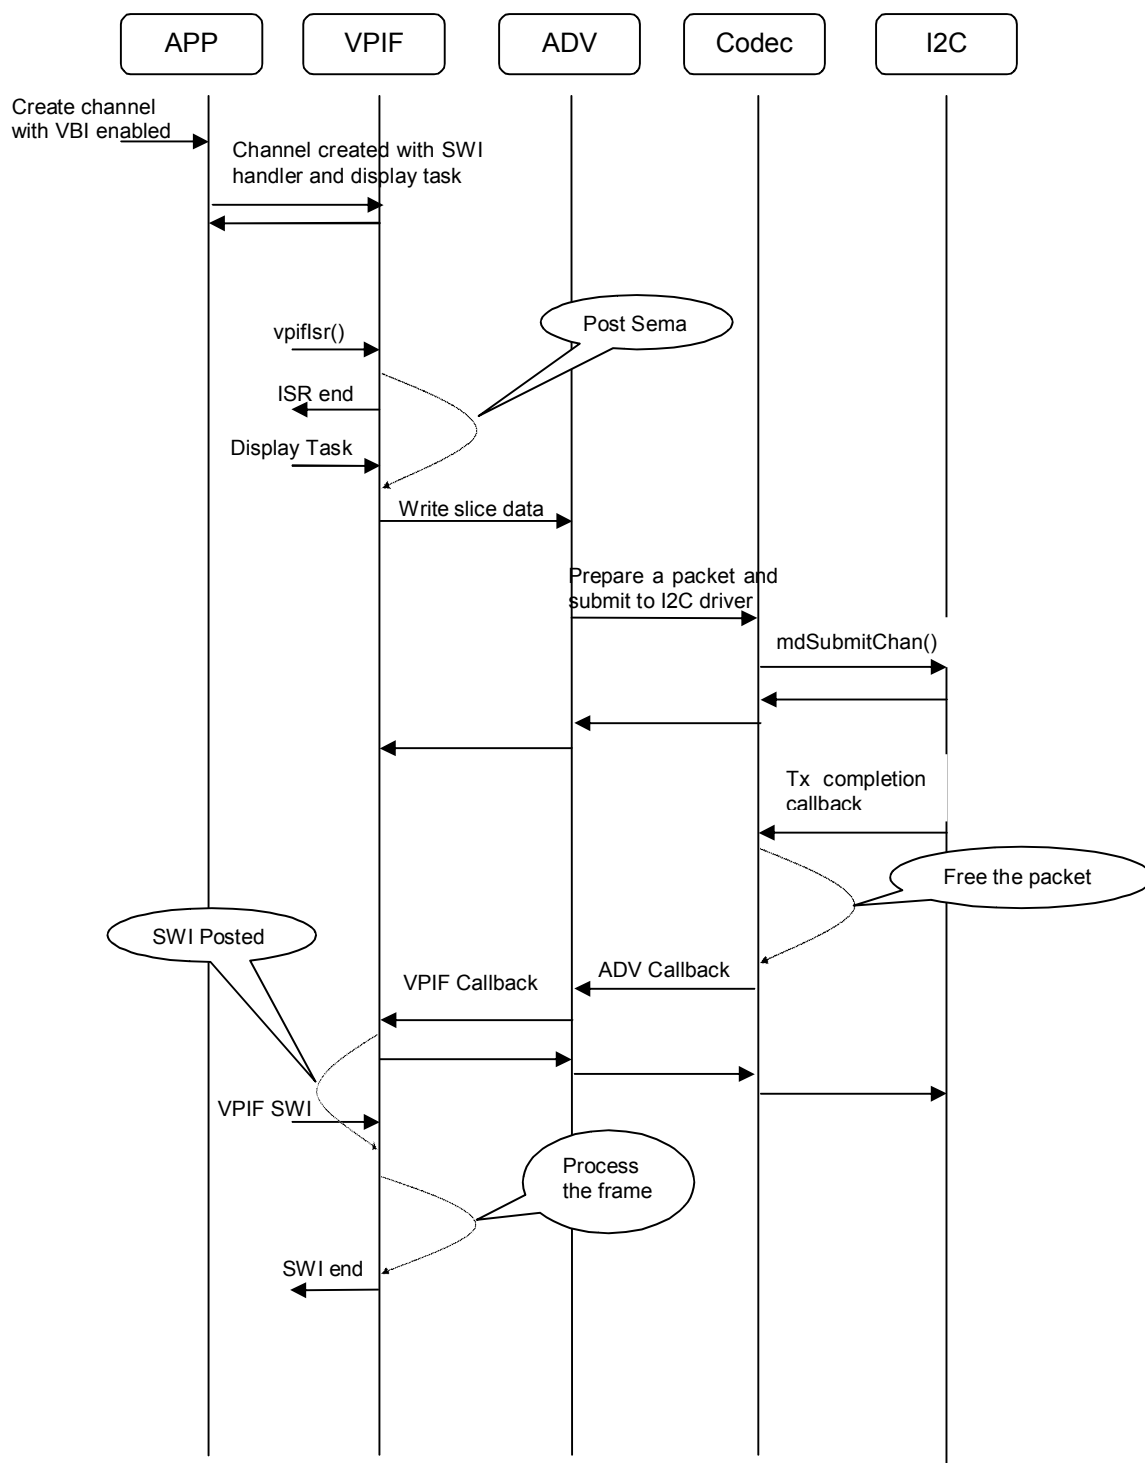 APP
VPIF
ADV
Codec
I2C
Create channel
with VBI enabled
Channel created with SWI
handler and display task
Post Sema
vpifIsr()
ISR end
Display Task
Write slice data
Prepare a packet and
submit to I2C driver
mdSubmitChan()
Tx completion
callback
Free the packet
SWI Posted
ADV Callback
VPIF Callback
VPIF SWI
Process
the frame
SWI end